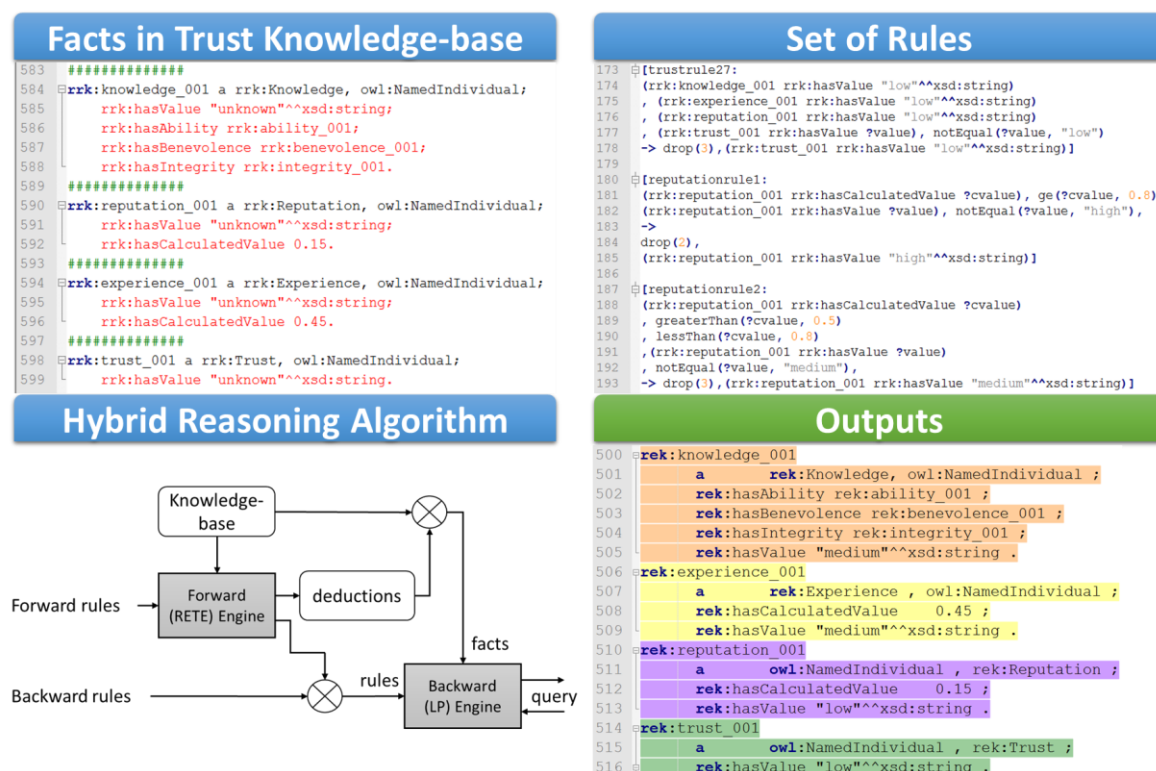 Facts in Trust Knowledge-base
583 ##############
584 rrk:knowledge_001 a rrk:Knowledge, owl:NamedIndividual;
585 rrk:hasValue "unknown"^^xsd:string;
586 rrk:hasAbility rrk:ability_001;
587 rrk:hasBenevolence rrk:benevolence_001;
588 rrk:hasIntegrity rrk:integrity_001.
589 ##############
590 rrk:reputation_001 a rrk:Reputation, owl:NamedIndividual;
591 rrk:hasValue "unknown"^^xsd:string;
592 rrk:hasCalculatedValue 0.15.
593 ##############
594 rrk:experience_001 a rrk:Experience, owl:NamedIndividual;
595 rrk:hasValue "unknown"^^xsd:string;
596 rrk:hasCalculatedValue 0.45.
597 ##############
598 rrk:trust_001 a rrk:Trust, owl:NamedIndividual;
599 rrk:hasValue "unknown"^^xsd:string.
Set of Rules
173 [trustrule27:
174 (rrk:knowledge_001 rrk:hasValue "low"^^xsd:string)
175 , (rrk:experience_001 rrk:hasValue "low"^^xsd:string)
176 , (rrk:reputation_001 rrk:hasValue "low"^^xsd:string)
177 , (rrk:trust_001 rrk:hasValue ?value), notEqual(?value, "low")
178 -> drop(3),(rrk:trust_001 rrk:hasValue "low"^^xsd:string)]
179
180 [reputationrule1:
181 (rrk:reputation_001 rrk:hasCalculatedValue ?cvalue), ge(?cvalue, 0.8)
182 (rrk:reputation_001 rrk:hasValue ?value), notEqual(?value, "high"),
183 ->
184 drop(2),
185 (rrk:reputation_001 rrk:hasValue "high"^^xsd:string)]
186
187 [reputationrule2:
188 (rrk:reputation_001 rrk:hasCalculatedValue ?cvalue)
189 , greaterThan(?cvalue, 0.5)
190 , lessThan(?cvalue, 0.8)
191 ,(rrk:reputation_001 rrk:hasValue ?value)
192 , notEqual(?value, "medium"),
193 -> drop(3),(rrk:reputation_001 rrk:hasValue "medium"^^xsd:string)]
Hybrid Reasoning Algorithm
Knowledge-
base
Forward rules
Forward
(RETE) Engine
deductions
facts
Backward rules
rules
Backward
(LP) Engine
query
Outputs
500 rek:knowledge_001
501 a rek:Knowledge, owl:NamedIndividual ;
502 rek:hasAbility rek:ability_001 ;
503 rek:hasBenevolence rek:benevolence_001 ;
504 rek:hasIntegrity rek:integrity_001 ;
505 rek:hasValue "medium"^^xsd:string .
506 rek:experience_001
507 a rek:Experience , owl:NamedIndividual ;
508 rek:hasCalculatedValue 0.45 ;
509 rek:hasValue "medium"^^xsd:string .
510 rek:reputation_001
511 a owl:NamedIndividual , rek:Reputation ;
512 rek:hasCalculatedValue 0.15 ;
513 rek:hasValue "low"^^xsd:string .
514 rek:trust_001
515 a owl:NamedIndividual , rek:Trust ;
516 rek:hasValue "low"^^xsd:string .